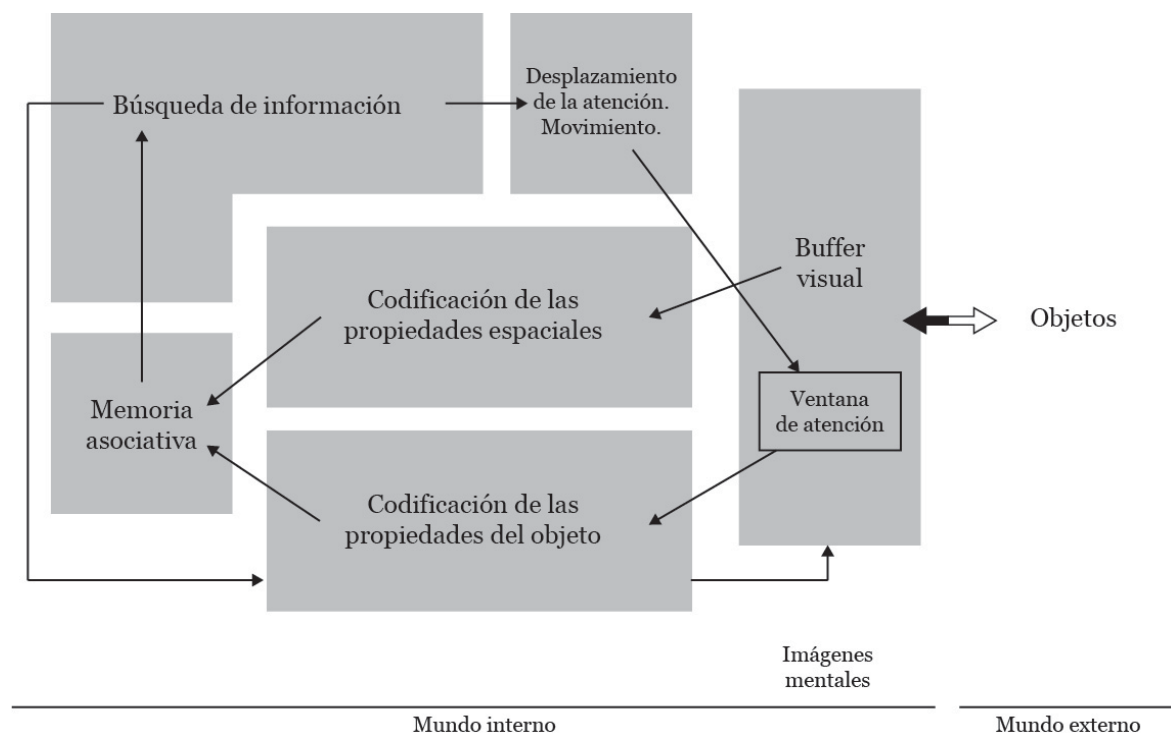 Búsqueda de información
Desplazamiento
de la atención.
Movimiento.
Buffer
visual
Codificación de las
propiedades espaciales
Objetos
Ventana
de atención
Memoria
asociativa
Codificación de las
propiedades del objeto
Imágenes
mentales
Mundo interno
Mundo externo